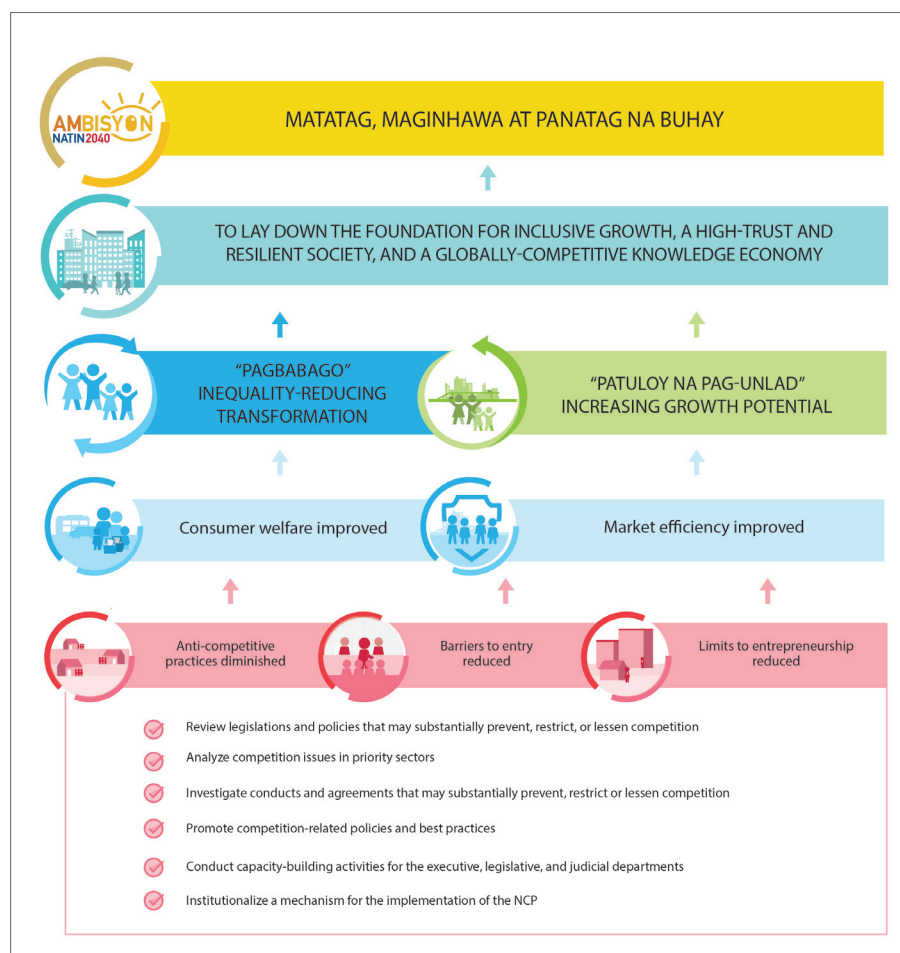 AMBISYON
NATIN2040
MATATAG, MAGINHAWA AT PANATAG NA BUHAY
TO LAY DOWN THE FOUNDATION FOR INCLUSIVE GROWTH, A HIGH-TRUST AND
RESILIENT SOCIETY, AND A GLOBALLY-COMPETITIVE KNOWLEDGE ECONOMY
“PAGBABAGO”
INEQUALITY-REDUCING
TRANSFORMATION
“PATULOY NA PAG-UNLAD”
INCREASING GROWTH POTENTIAL
Consumer welfare improved
Market efficiency improved
Anti-competitive
practices diminished
Barriers to entry
reduced
Limits to entrepreneurship
reduced
Review legislations and policies that may substantially prevent, restrict, or lessen competition
Analyze competition issues in priority sectors
Investigate conducts and agreements that may substantially prevent, restrict or lessen competition
Promote competition-related policies and best practices
Conduct capacity-building activities for the executive, legislative, and judicial departments
Institutionalize a mechanism for the implementation of the NCP